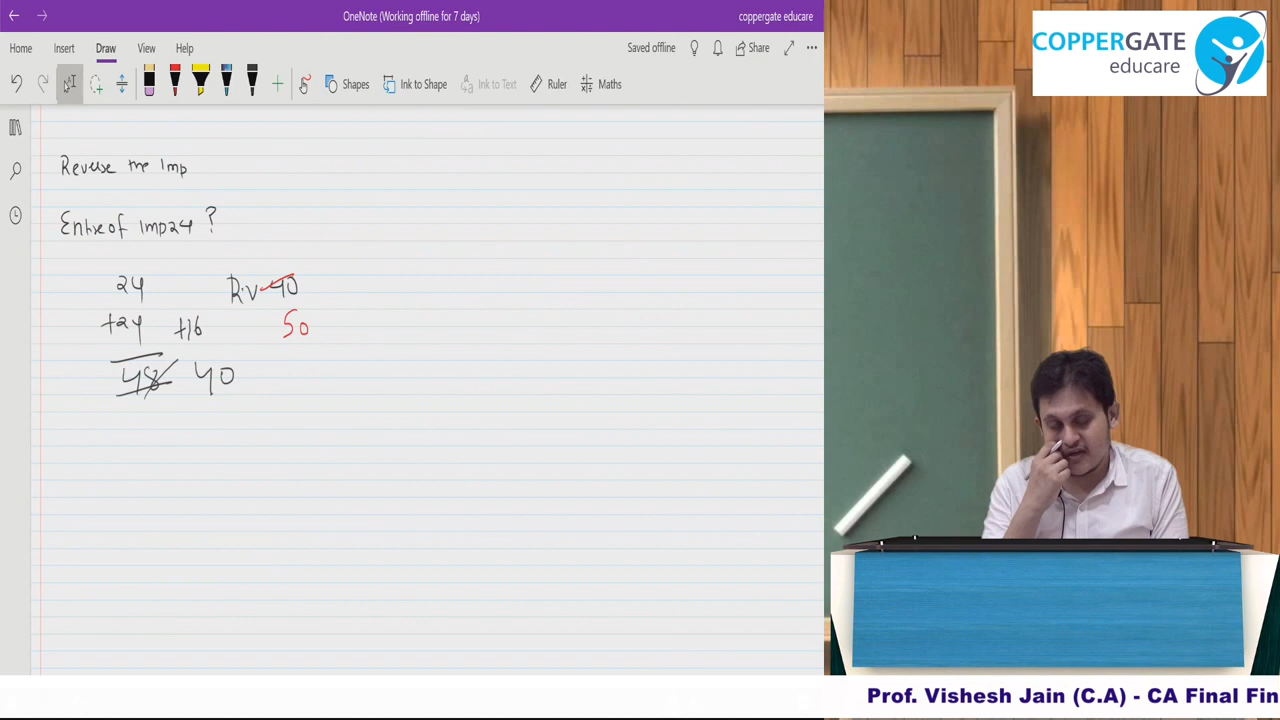 OneNote (Working offline for 7 days)
coppergate educare
Home Insert Draw View Help
Saved offline Share
Shapes Ink to Shape Ink to Text Ruler Maths
COPPERGATE
educare
Reverse the Imp
Entire of Imp 24 ?
24 R.V 40
+24 +16 50
48 40
Prof. Vishesh Jain (C.A) - CA Final Fin